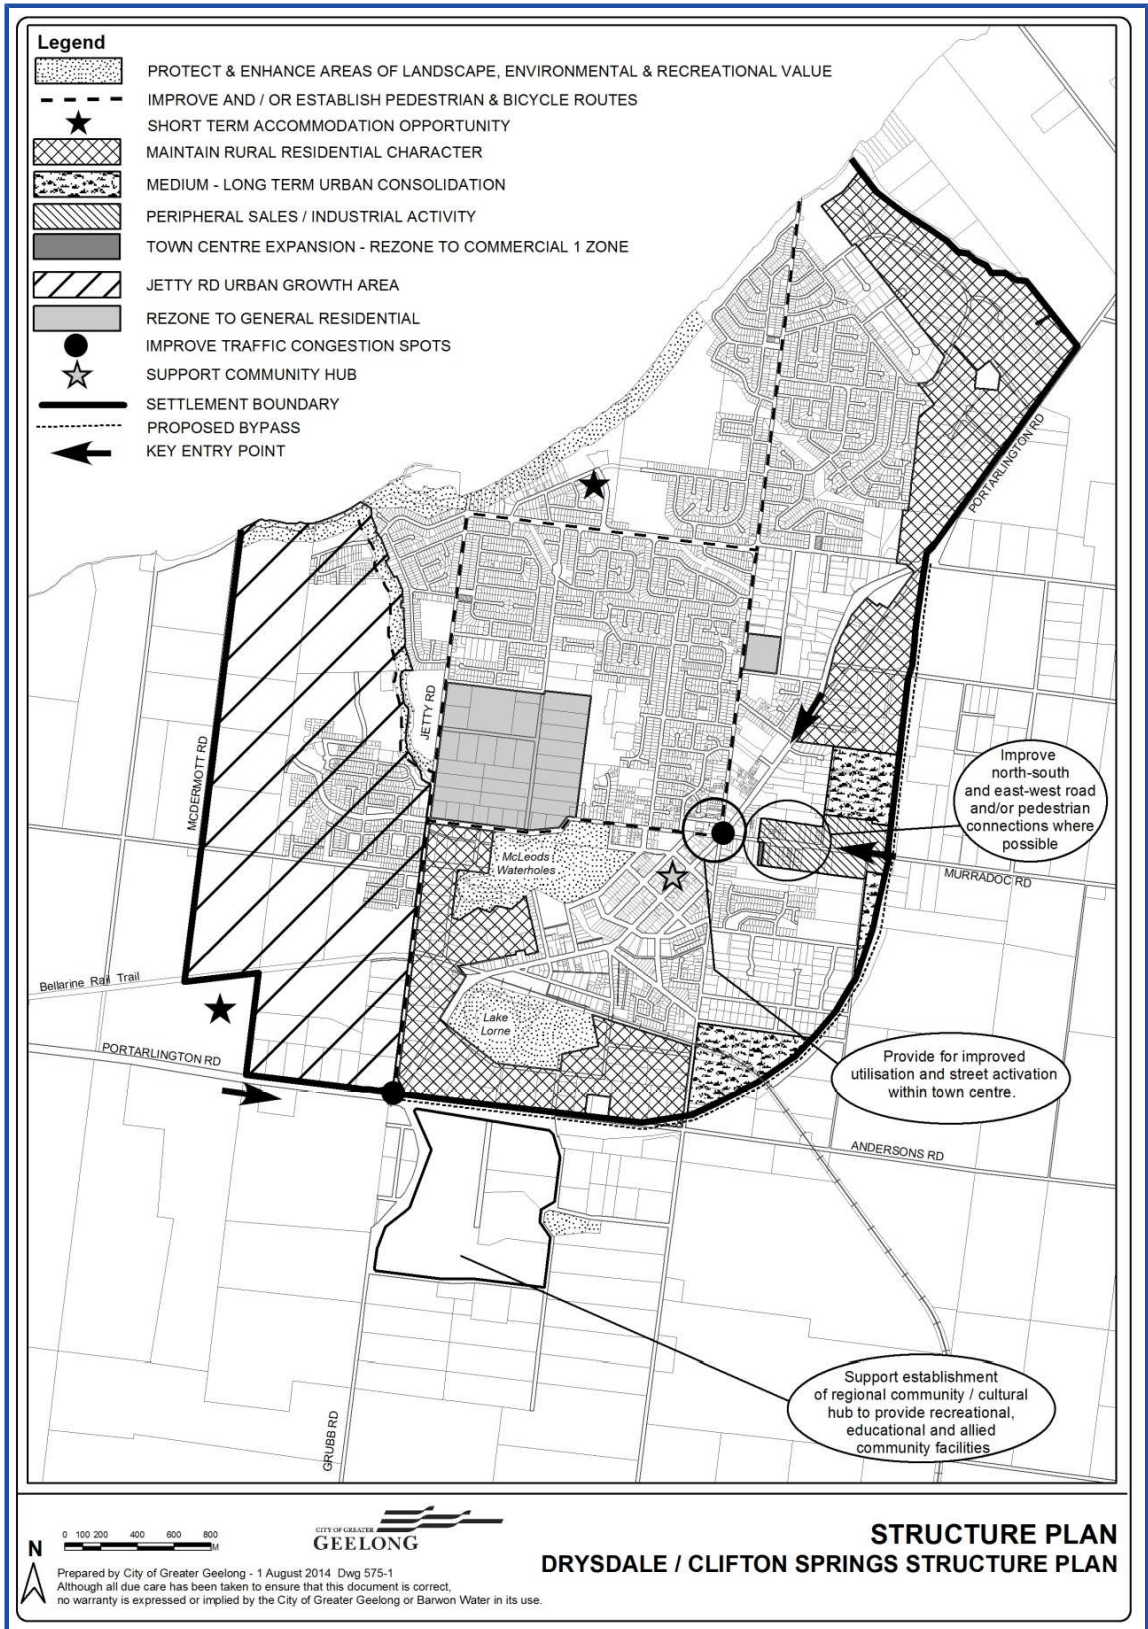 Legend
PROTECT & ENHANCE AREAS OF LANDSCAPE, ENVIRONMENTAL & RECREATIONAL VALUE
IMPROVE AND / OR ESTABLISH PEDESTRIAN & BICYCLE ROUTES
SHORT TERM ACCOMMODATION OPPORTUNITY
MAINTAIN RURAL RESIDENTIAL CHARACTER
MEDIUM - LONG TERM URBAN CONSOLIDATION
PERIPHERAL SALES / INDUSTRIAL ACTIVITY
TOWN CENTRE EXPANSION - REZONE TO COMMERCIAL 1 ZONE
JETTY RD URBAN GROWTH AREA
REZONE TO GENERAL RESIDENTIAL
IMPROVE TRAFFIC CONGESTION SPOTS
SUPPORT COMMUNITY HUB
SETTLEMENT BOUNDARY
PROPOSED BYPASS
KEY ENTRY POINT
PORTARLINGTON RD
JETTY RD
MCDERMOTT RD
Improve
north-south
and east-west road
and/or pedestrian
connections where
possible
McLeods
Waterholes
MURRADOC RD
Bellarine Rail Trail
Lake
Lorne
PORTARLINGTON RD
Provide for improved
utilisation and street activation
within town centre.
ANDERSONS RD
GRUBB RD
Support establishment
of regional community / cultural
hub to provide recreational,
educational and allied
community facilities
N
0 100 200 400 600 800
M
CITY OF GREATER
GEELONG
STRUCTURE PLAN
DRYSDALE / CLIFTON SPRINGS STRUCTURE PLAN
Prepared by City of Greater Geelong - 1 August 2014 Dwg 575-1
Although all due care has been taken to ensure that this document is correct,
no warranty is expressed or implied by the City of Greater Geelong or Barwon Water in its use.